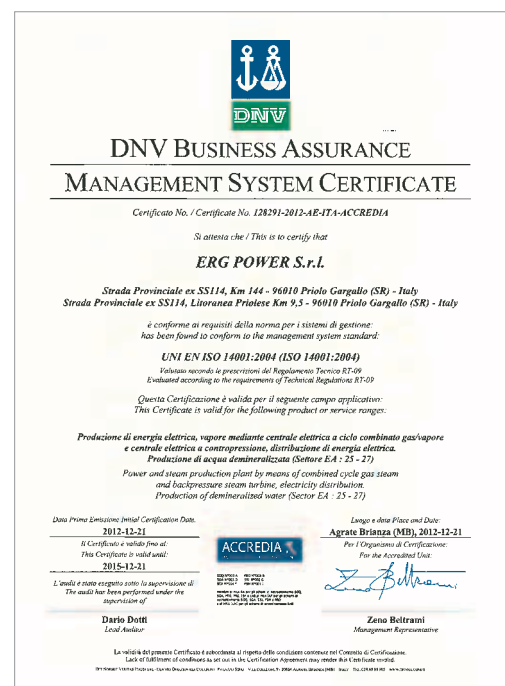 DNV
DNV BUSINESS ASSURANCE
MANAGEMENT SYSTEM CERTIFICATE
Certificato No. / Certificate No. 128291-2012-AE-ITA-ACCREDIA
Si attesta che / This is to certify that
ERG POWER S.r.l.
Strada Provinciale ex SS114, Km 144 - 96010 Priolo Gargallo (SR) - Italy
Strada Provinciale ex SS114, Litoranea Priolese Km 9,5 - 96010 Priolo Gargallo (SR) - Italy
è conforme ai requisiti della norma per i sistemi di gestione:
has been found to conform to the management system standard:
UNI EN ISO 14001:2004 (ISO 14001:2004)
Valutato secondo le prescrizioni del Regolamento Tecnico RT-09
Evaluated according to the requirements of Technical Regulations RT-09
Questa Certificazione è valida per il seguente campo applicativo:
This Certificate is valid for the following product or service ranges:
Produzione di energia elettrica, vapore mediante centrale elettrica a ciclo combinato gas/vapore
e centrale elettrica a contropressione, distribuzione di energia elettrica.
Produzione di acqua demineralizzata (Settore EA : 25 - 27)
Power and steam production plant by means of combined cycle gas steam
and backpressure steam turbine, electricity distribution.
Production of demineralised water (Sector EA : 25 - 27)
Data Prima Emissione/Initial Certification Date:
2012-12-21
Il Certificato è valido fino al:
This Certificate is valid until:
2015-12-21
L'audit è stato eseguito sotto la supervisione di
The audit has been performed under the
supervision of
Dario Dotti
Lead Auditor
ACCREDIA
Luogo e data/Place and Date:
Agrate Brianza (MB), 2012-12-21
Per l'Organismo di Certificazione:
For the Accredited Unit:
Zeno Beltrami
Management Representative
La validità del presente Certificato è subordinata al rispetto delle condizioni contenute nel Contratto di Certificazione.
Lack of fulfilment of conditions as set out in the Certification Agreement may render this Certificate invalid.